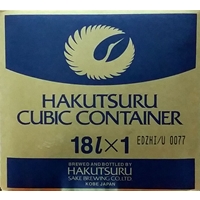 HAKUTSURU
CUBIC CONTAINER
18ℓ×1 EDZHI/U 0077
BREWED AND BOTTLED BY
HAKUTSURU
SAKE BREWING CO.LTD.
KOBE JAPAN